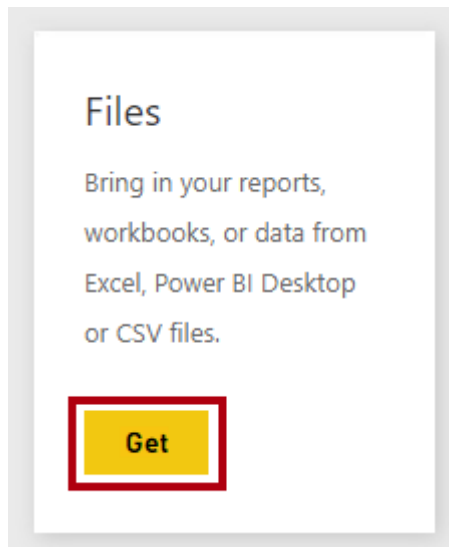 Files
Bring in your reports,
workbooks, or data from
Excel, Power BI Desktop
or CSV files.
Get